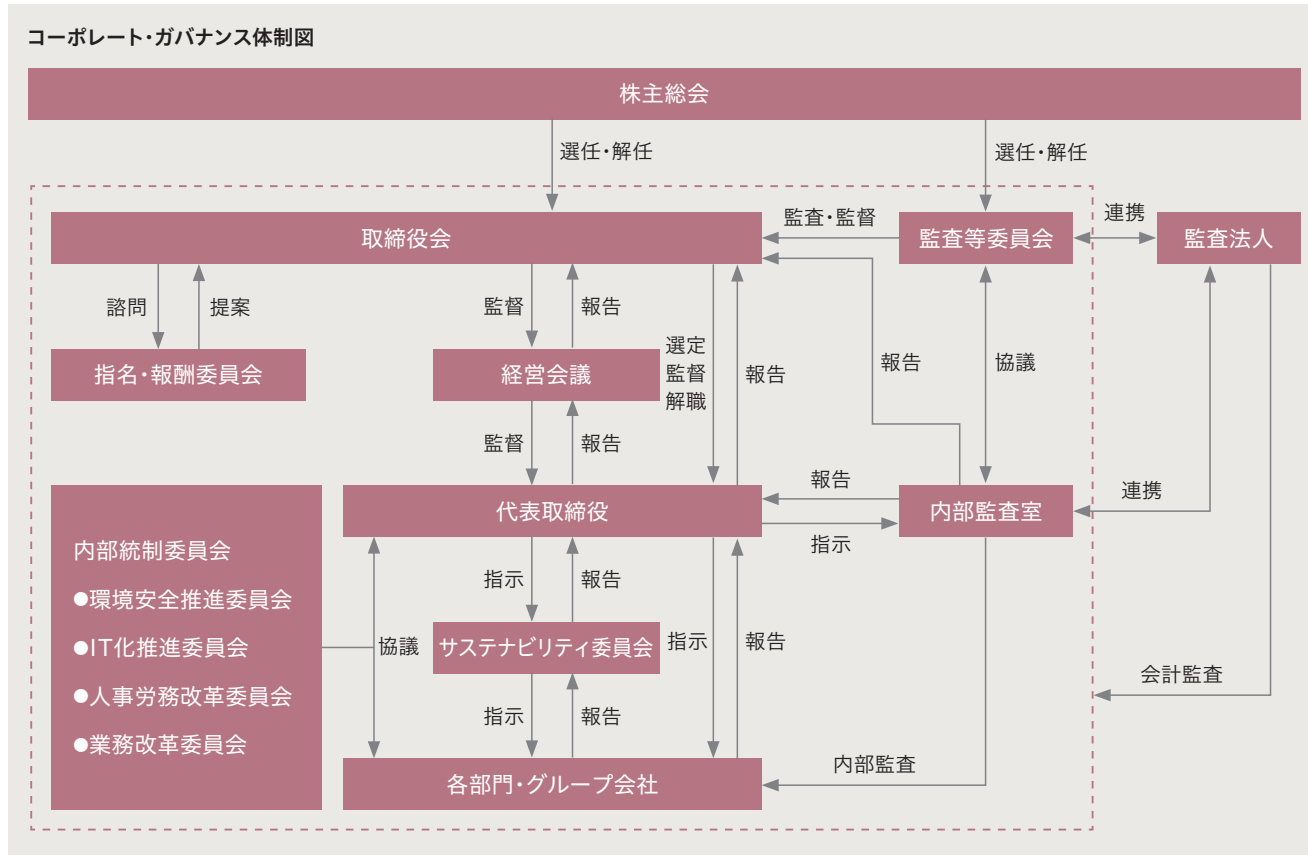 コーポレート・ガバナンス体制図
株主総会
選任・解任
選任・解任
取締役会
監査・監督
監査等委員会
連携
監査法人
諮問
提案
監督
報告
選定
監督
解職
報告
報告
協議
指名・報酬委員会
経営会議
監督
報告
代表取締役
報告
指示
内部監査室
連携
内部統制委員会
●環境安全推進委員会
●IT化推進委員会
●人事労務改革委員会
●業務改革委員会
協議
指示
報告
サステナビリティ委員会
指示
報告
会計監査
指示
報告
内部監査
各部門・グループ会社